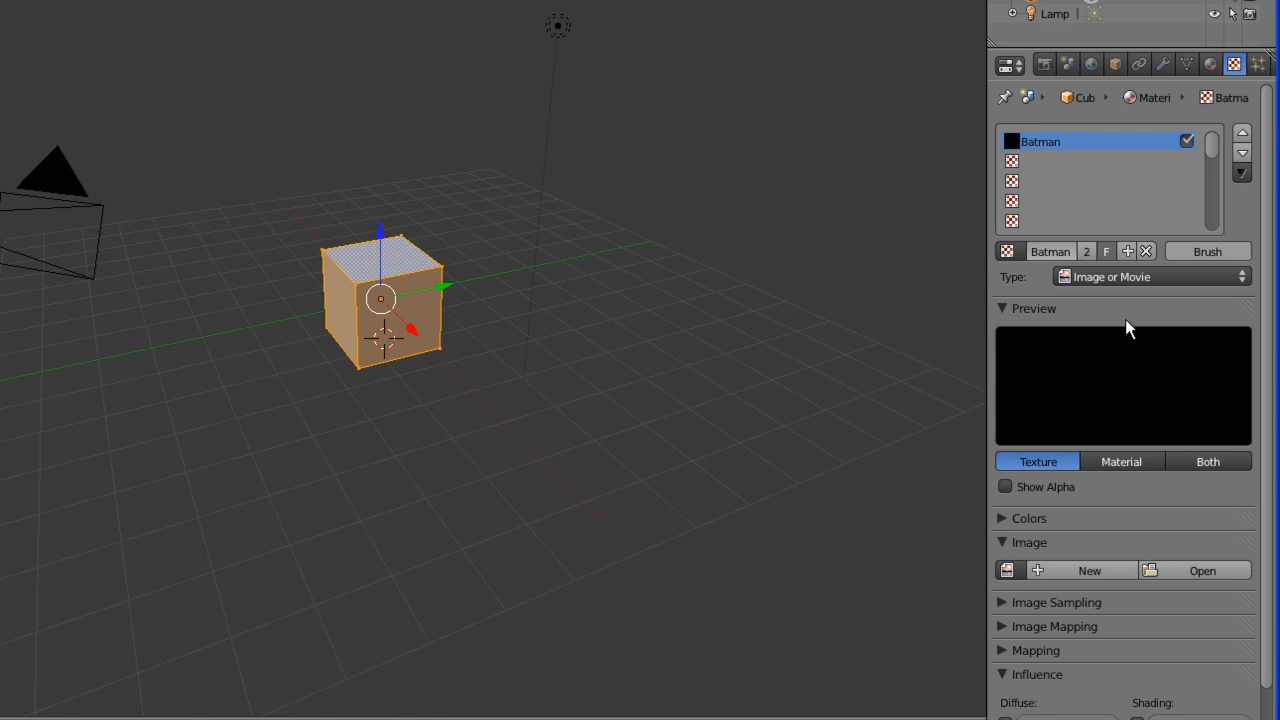 Lamp
Cub Materi Batma
Batman
Batman 2 F Brush
Type: Image or Movie
Preview
Texture Material Both
Show Alpha
Colors
Image
New Open
Image Sampling
Image Mapping
Mapping
Influence
Diffuse: Shading: